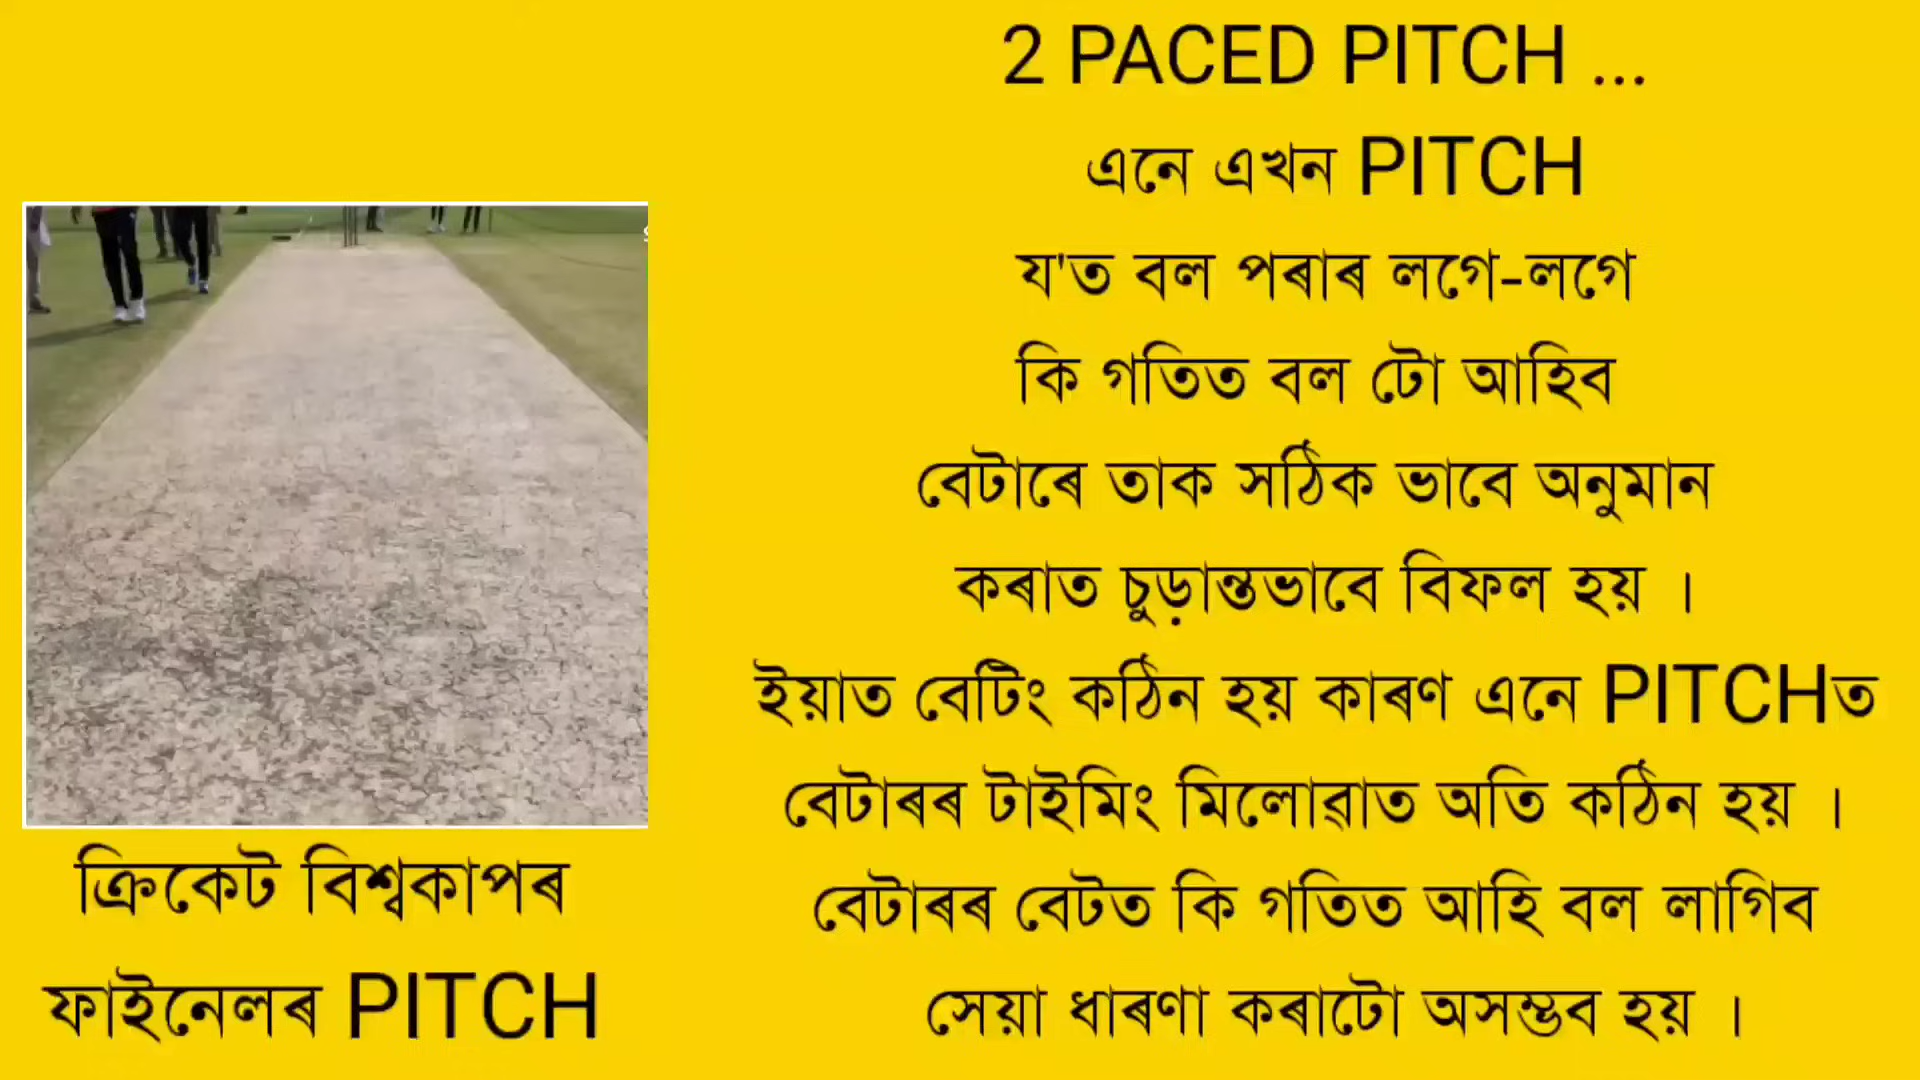 2 PACED PITCH ...
এনে এখন PITCH
য'ত বল পৰাৰ লগে-লগে
কি গতিত বল টো আহিব
বেটাৰে তাক সঠিক ভাবে অনুমান
কৰাত চুড়ান্তভাবে বিফল হয় ।
ইয়াত বেটিং কঠিন হয় কাৰণ এনে PITCHত
বেটাৰৰ টাইমিং মিলোৱাত অতি কঠিন হয় ।
বেটাৰৰ বেটত কি গতিত আহি বল লাগিব
সেয়া ধাৰণা কৰাটো অসম্ভব হয় ।
ক্রিকেট বিশ্বকাপৰ
ফাইনেলৰ PITCH